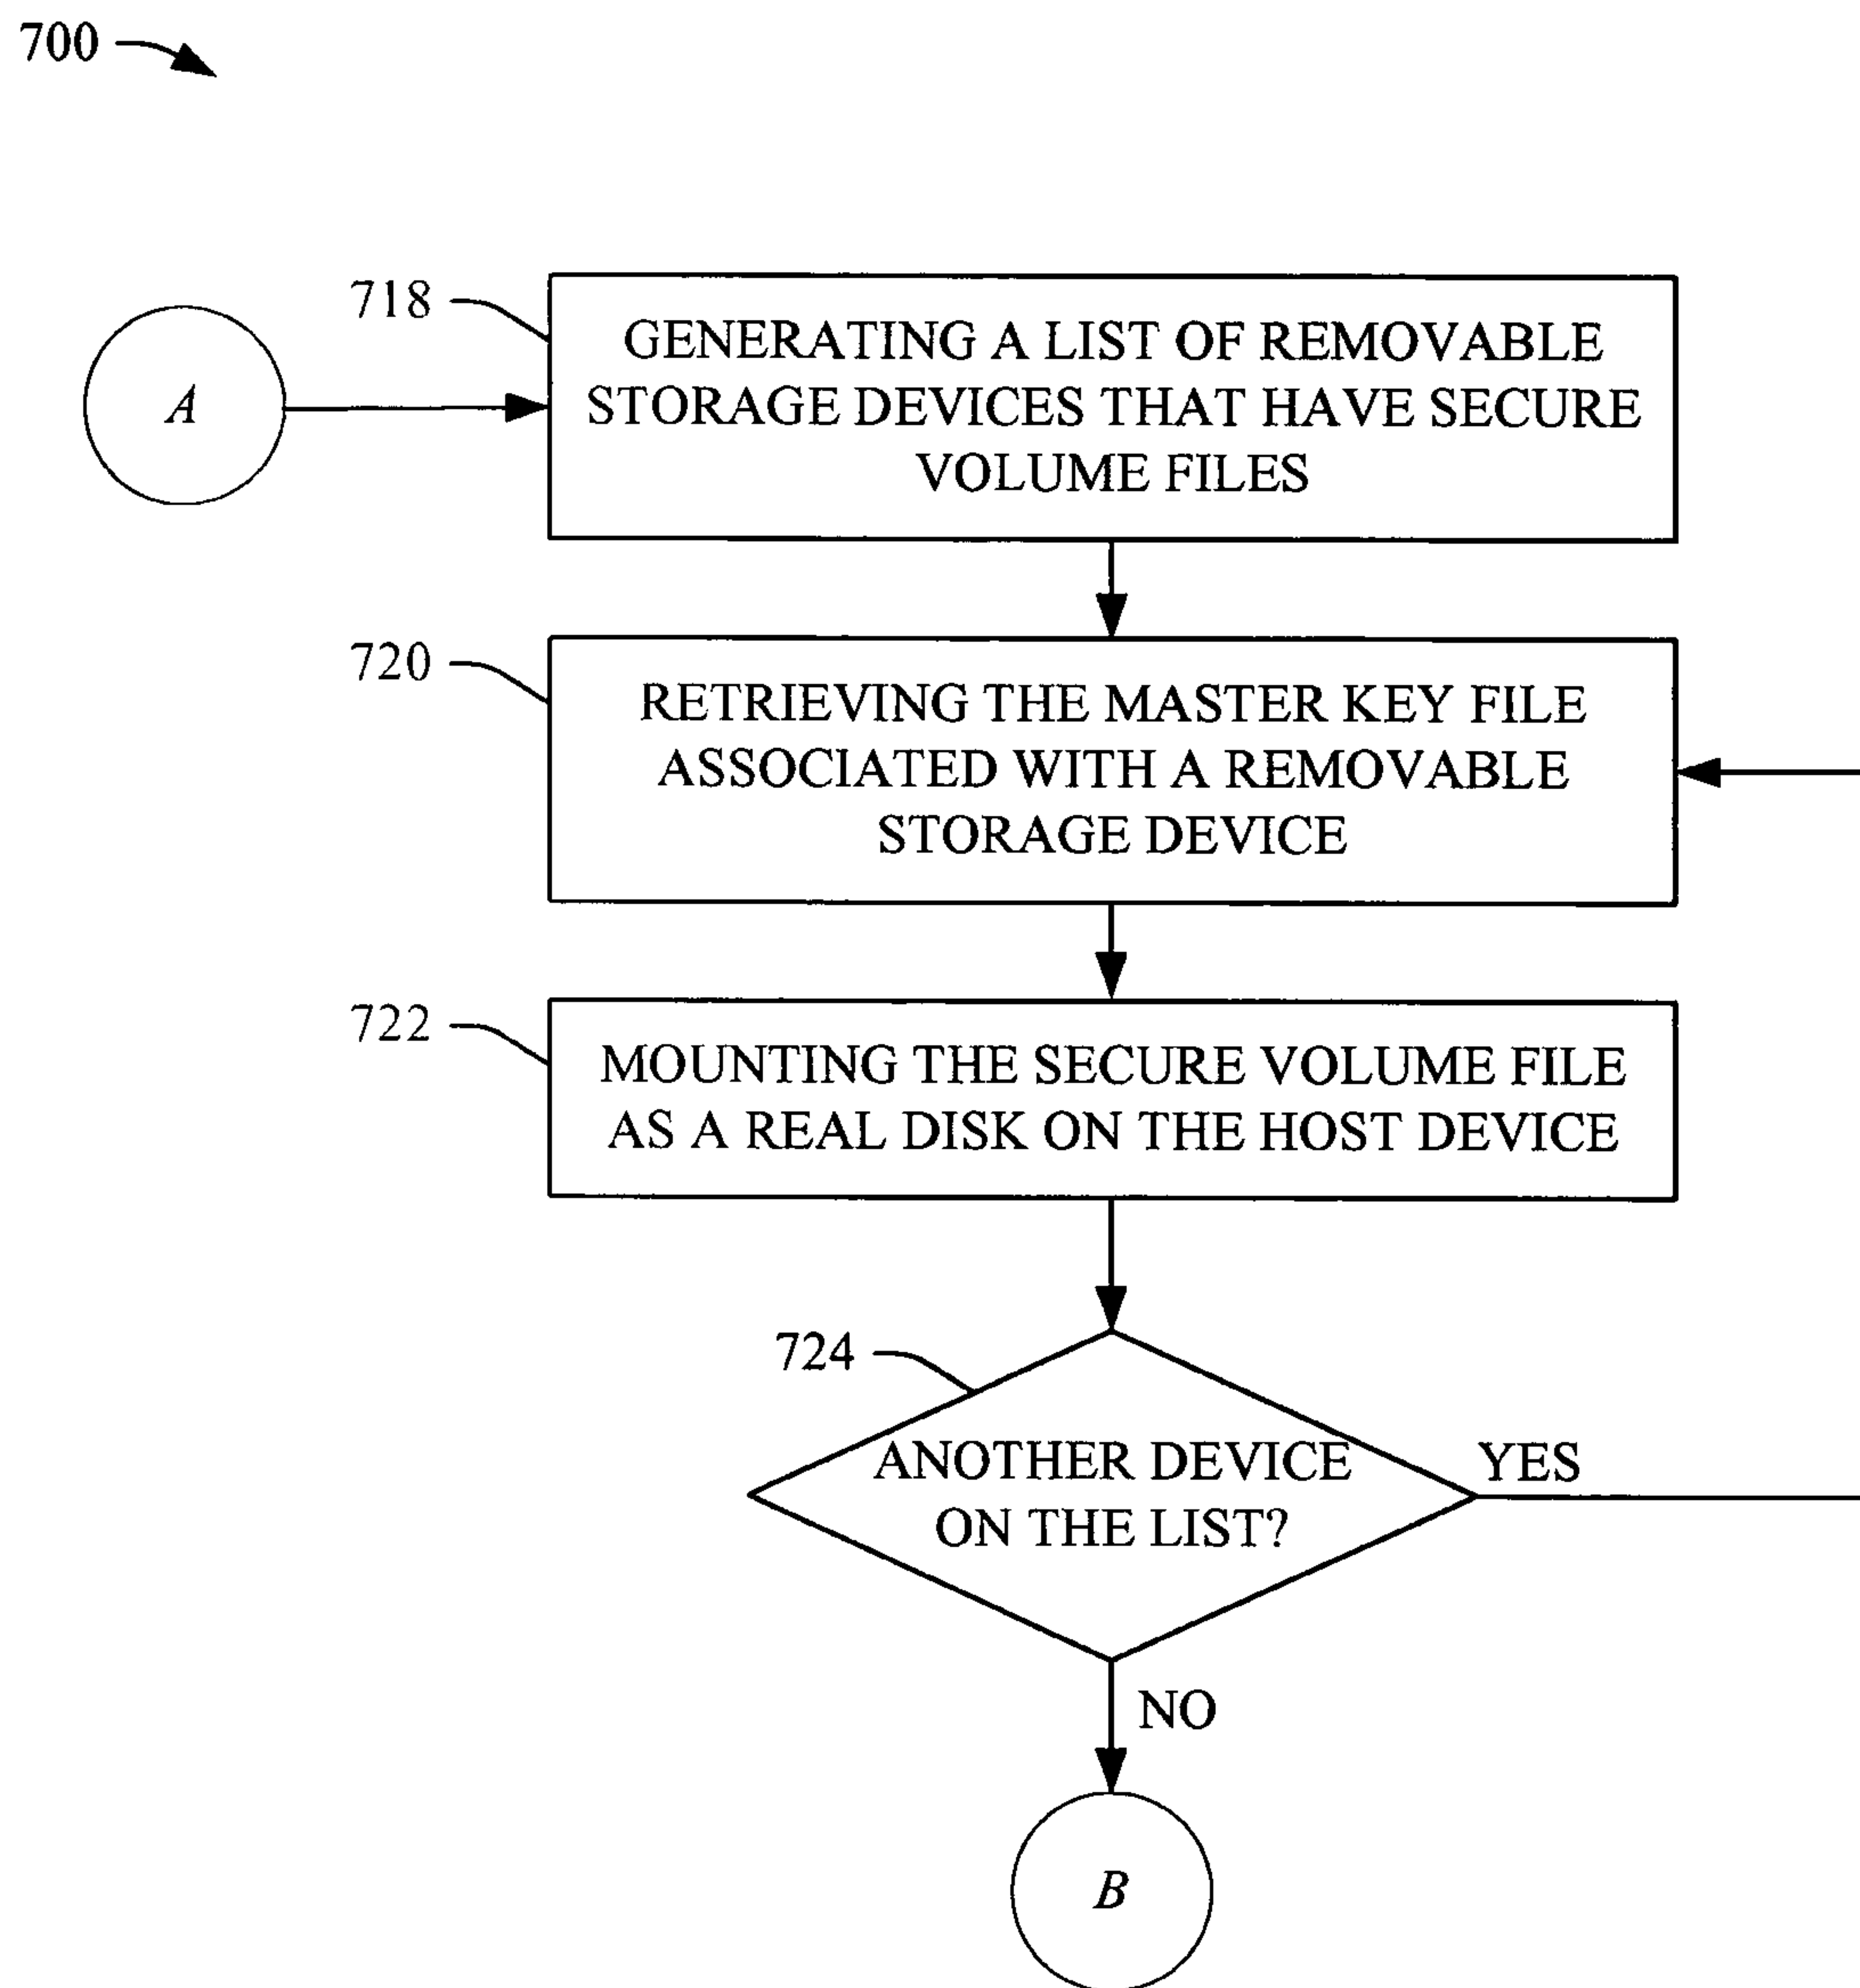 700
718
GENERATING A LIST OF REMOVABLE
STORAGE DEVICES THAT HAVE SECURE
VOLUME FILES
A
720
RETRIEVING THE MASTER KEY FILE
ASSOCIATED WITH A REMOVABLE
STORAGE DEVICE
722
MOUNTING THE SECURE VOLUME FILE
AS A REAL DISK ON THE HOST DEVICE
724
ANOTHER DEVICE
ON THE LIST?
YES
NO
B